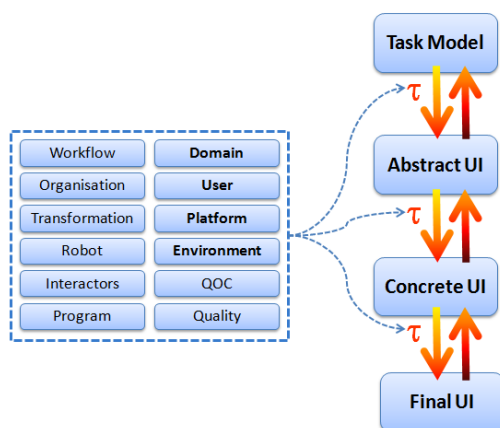 Task Model
τ
Workflow
Domain
Abstract UI
Organisation
User
Transformation
Platform
τ
Robot
Environment
Interactors
QOC
Concrete UI
Program
Quality
τ
Final UI